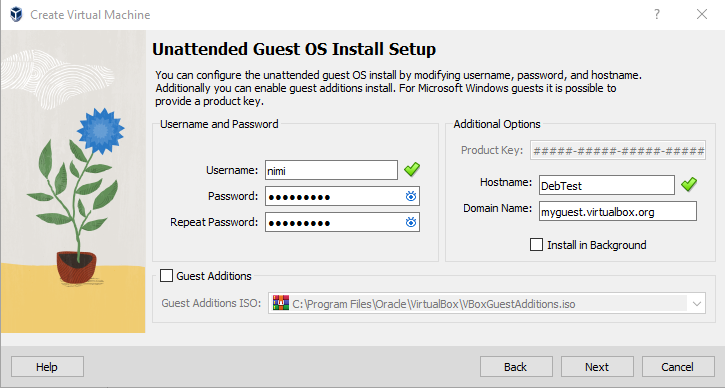 Create Virtual Machine
?
Unattended Guest OS Install Setup
You can configure the unattended guest OS install by modifying username, password, and hostname.
Additionally you can enable guest additions install. For Microsoft Windows guests it is possible to
provide a product key.
Username and Password
Username: nimi
Password: ●●●●●●●●●
Repeat Password: ●●●●●●●●●
Additional Options
Product Key: #####-#####-#####-#####-#####
Hostname: DebTest
Domain Name: myguest.virtualbox.org
Install in Background
Guest Additions
Guest Additions ISO: C:\Program Files\Oracle\VirtualBox\VBoxGuestAdditions.iso
Help
Back
Next
Cancel